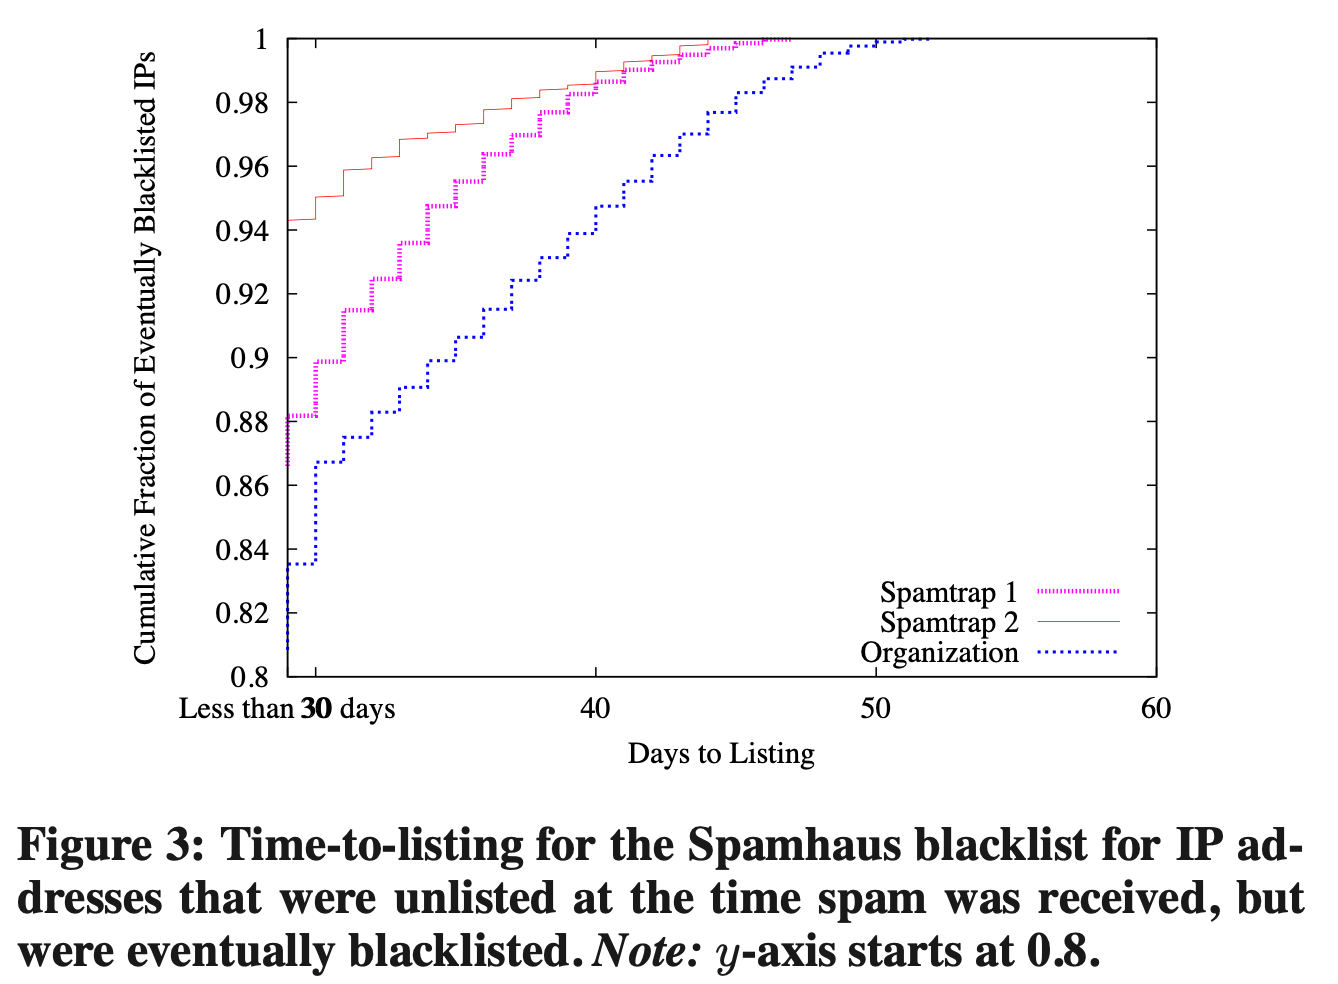 1
0.98
0.96
0.94
0.92
0.9
0.88
0.86
0.84
0.82
0.8
Cumulative Fraction of Eventually Blacklisted IPs
Spamtrap 1
Spamtrap 2
Organization
Less than 30 days 40 50 60
Days to Listing
Figure 3: Time-to-listing for the Spamhaus blacklist for IP ad-
dresses that were unlisted at the time spam was received, but
were eventually blacklisted. Note: y-axis starts at 0.8.